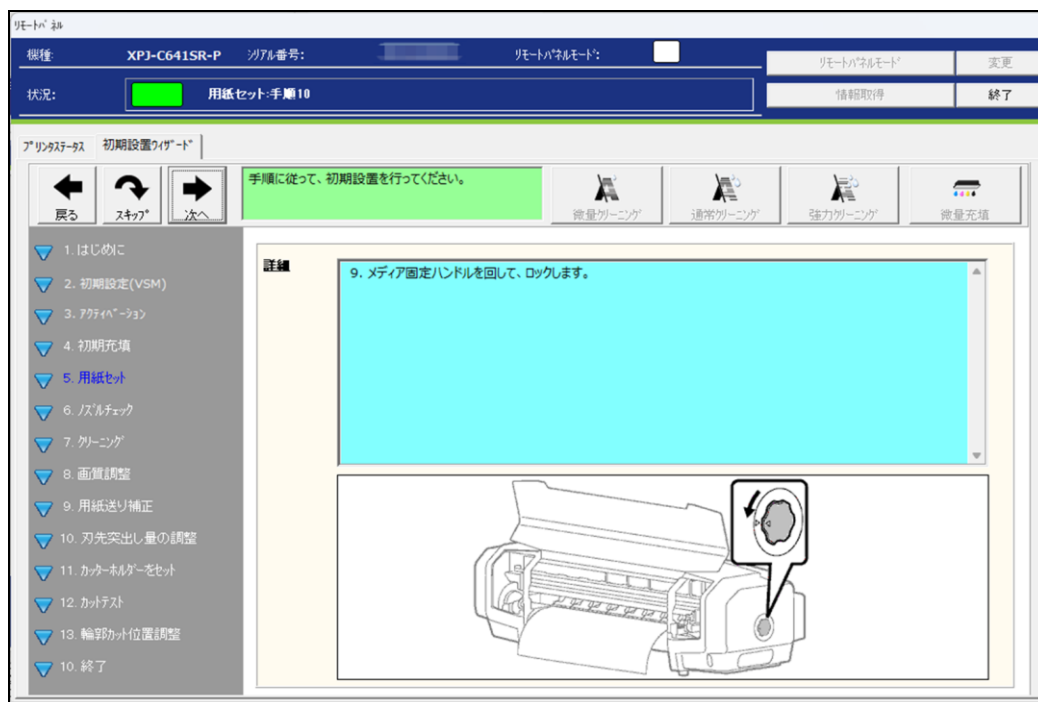 リモートパネル
機種: XPJ-C641SR-P シリアル番号: リモートパネルモード:
リモートパネルモード 変更
状況: 用紙セット:手順10
情報取得 終了
プリンタステータス 初期設置ウィザード
戻る スキップ 次へ
手順に従って、初期設置を行ってください。
微量クリーニング 通常クリーニング 強力クリーニング 微量充填
1. はじめに
2. 初期設定(VSM)
3. アクティベーション
4. 初期充填
5. 用紙セット
6. ノズルチェック
7. クリーニング
8. 画質調整
9. 用紙送り補正
10. 刃先突出し量の調整
11. カッターホルダーをセット
12. カットテスト
13. 輪郭カット位置調整
10. 終了
詳細
9. メディア固定ハンドルを回して、ロックします。